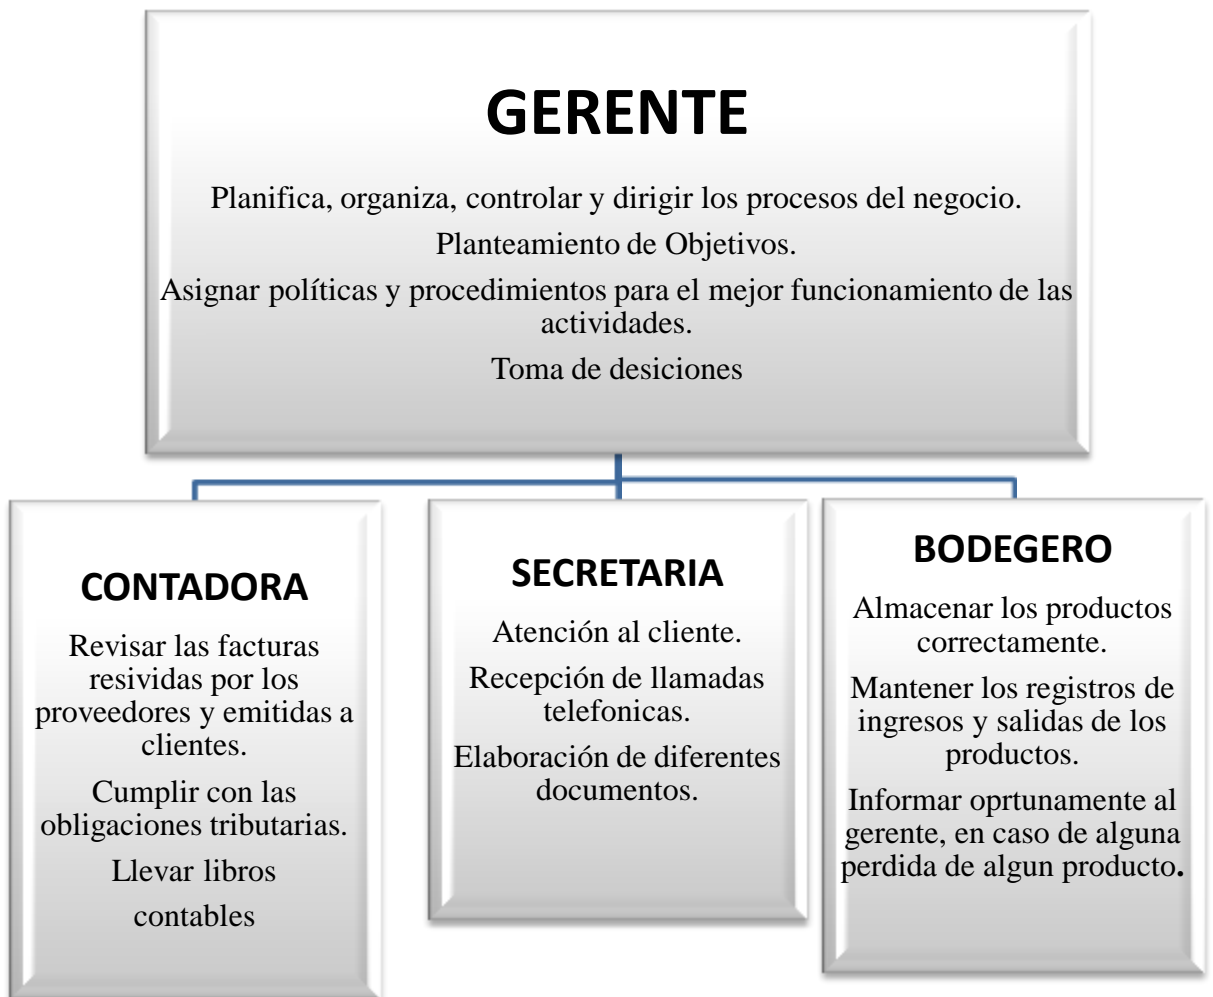 GERENTE
Planifica, organiza, controlar y dirigir los procesos del negocio.
Planteamiento de Objetivos.
Asignar políticas y procedimientos para el mejor funcionamiento de las
actividades.
Toma de desiciones
CONTADORA
Revisar las facturas
resividas por los
proveedores y emitidas a
clientes.
Cumplir con las
obligaciones tributarias.
Llevar libros
contables
SECRETARIA
Atención al cliente.
Recepción de llamadas
telefonicas.
Elaboración de diferentes
documentos.
BODEGERO
Almacenar los productos
correctamente.
Mantener los registros de
ingresos y salidas de los
productos.
Informar oprtunamente al
gerente, en caso de alguna
perdida de algun producto.